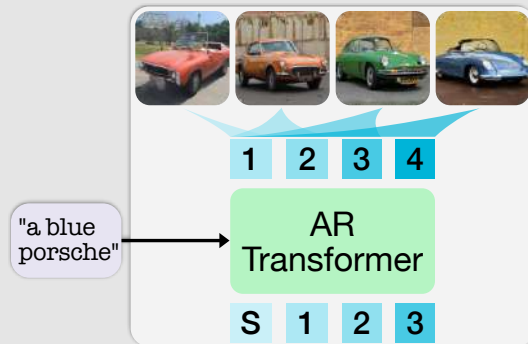 1 2 3 4
"a blue
porsche"
AR
Transformer
S 1 2 3